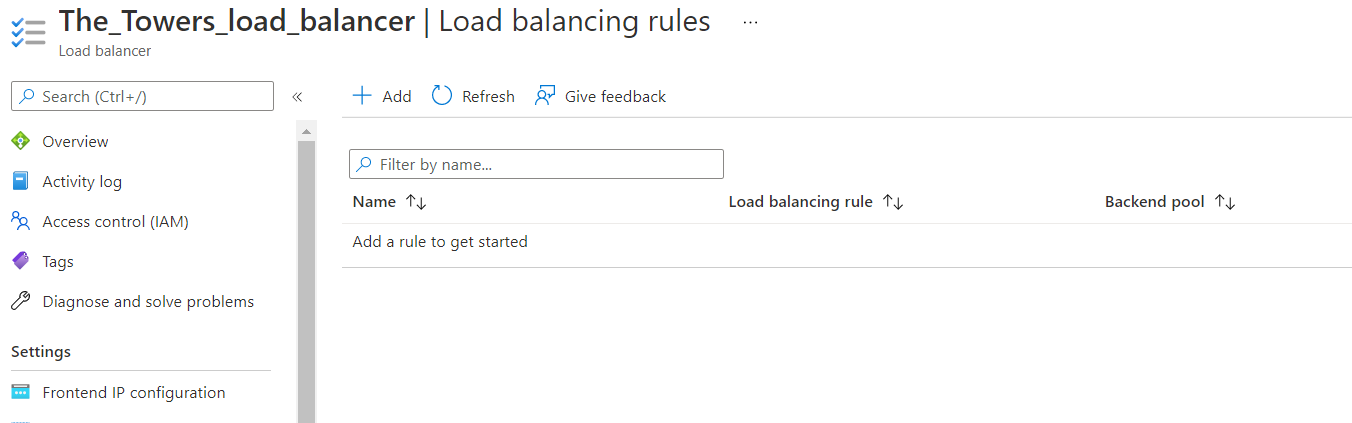 The_Towers_load_balancer | Load balancing rules ...
Load balancer
Search (Ctrl+/) «
Add Refresh Give feedback
Overview
Activity log
Access control (IAM)
Tags
Diagnose and solve problems
Settings
Frontend IP configuration
Filter by name...
Name Load balancing rule Backend pool
Add a rule to get started